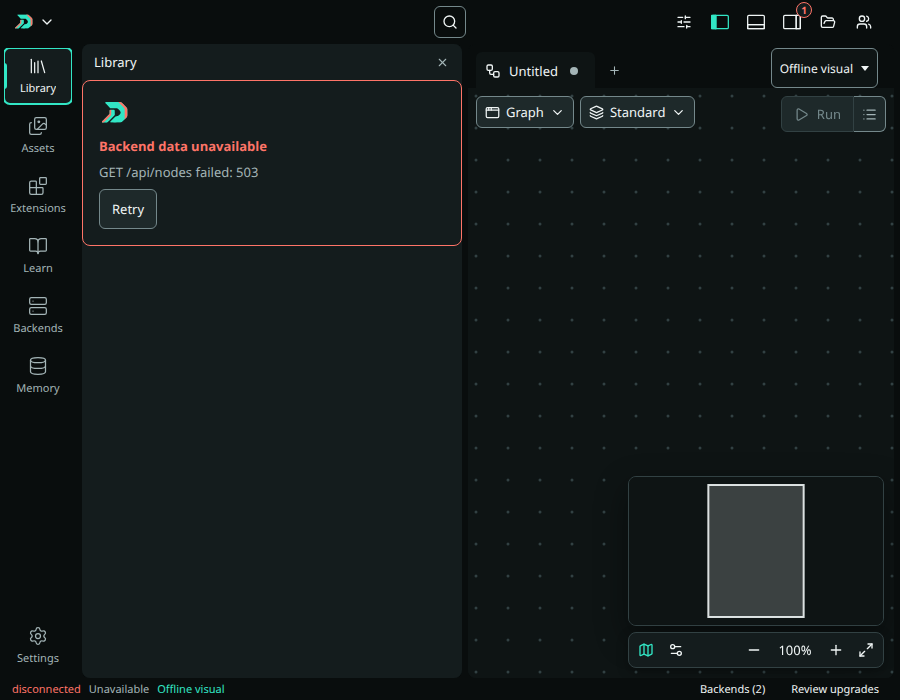 1
Library
Assets
Extensions
Learn
Backends
Memory
Settings
Library
Backend data unavailable
GET /api/nodes failed: 503
Retry
Untitled
Offline visual
Graph
Standard
Run
100%
disconnected Unavailable Offline visual
Backends (2) Review upgrades